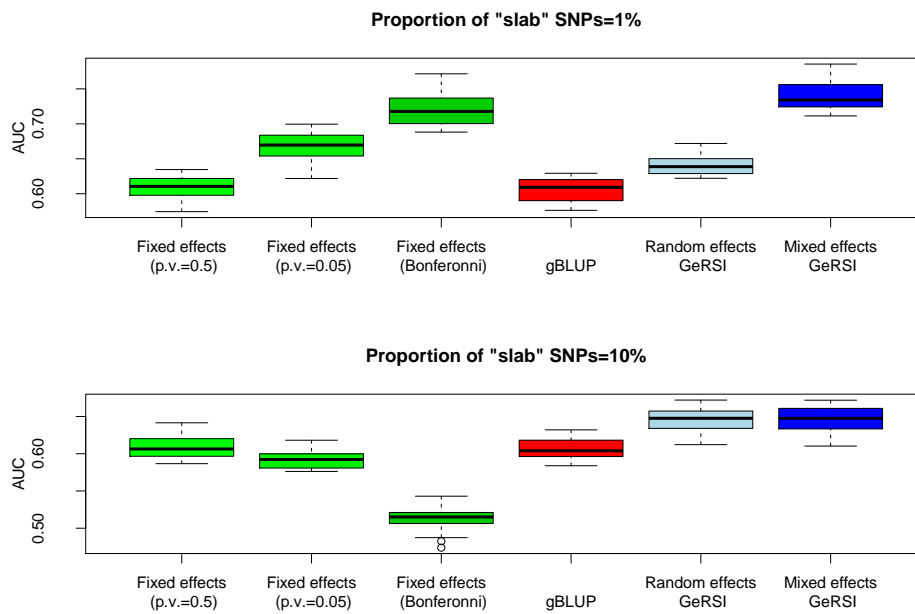 Proportion of "slab" SNPs=1%
AUC
0.70
0.60
Fixed effects
(p.v.=0.5)
Fixed effects
(p.v.=0.05)
Fixed effects
(Bonferonni)
gBLUP
Random effects
GeRSI
Mixed effects
GeRSI
Proportion of "slab" SNPs=10%
AUC
0.60
0.50
Fixed effects
(p.v.=0.5)
Fixed effects
(p.v.=0.05)
Fixed effects
(Bonferonni)
gBLUP
Random effects
GeRSI
Mixed effects
GeRSI